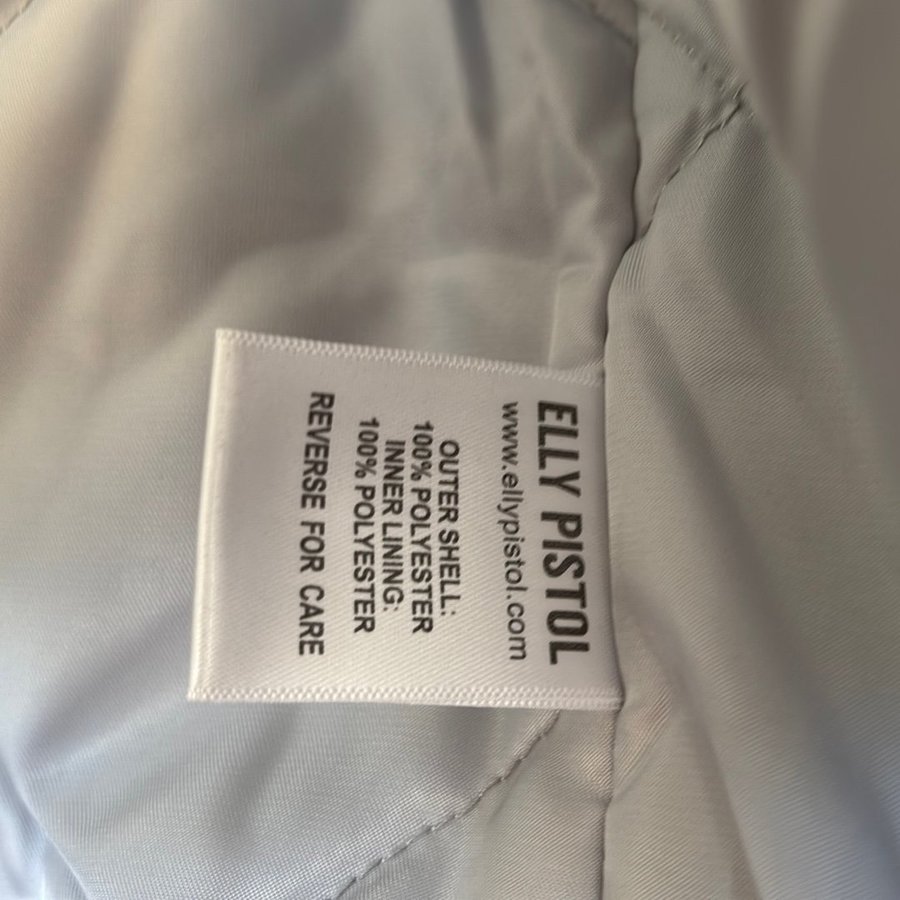 ELLY PISTOL
www.ellypistol.com
OUTER SHELL:
100% POLYESTER
INNER LINING:
100% POLYESTER
REVERSE FOR CARE